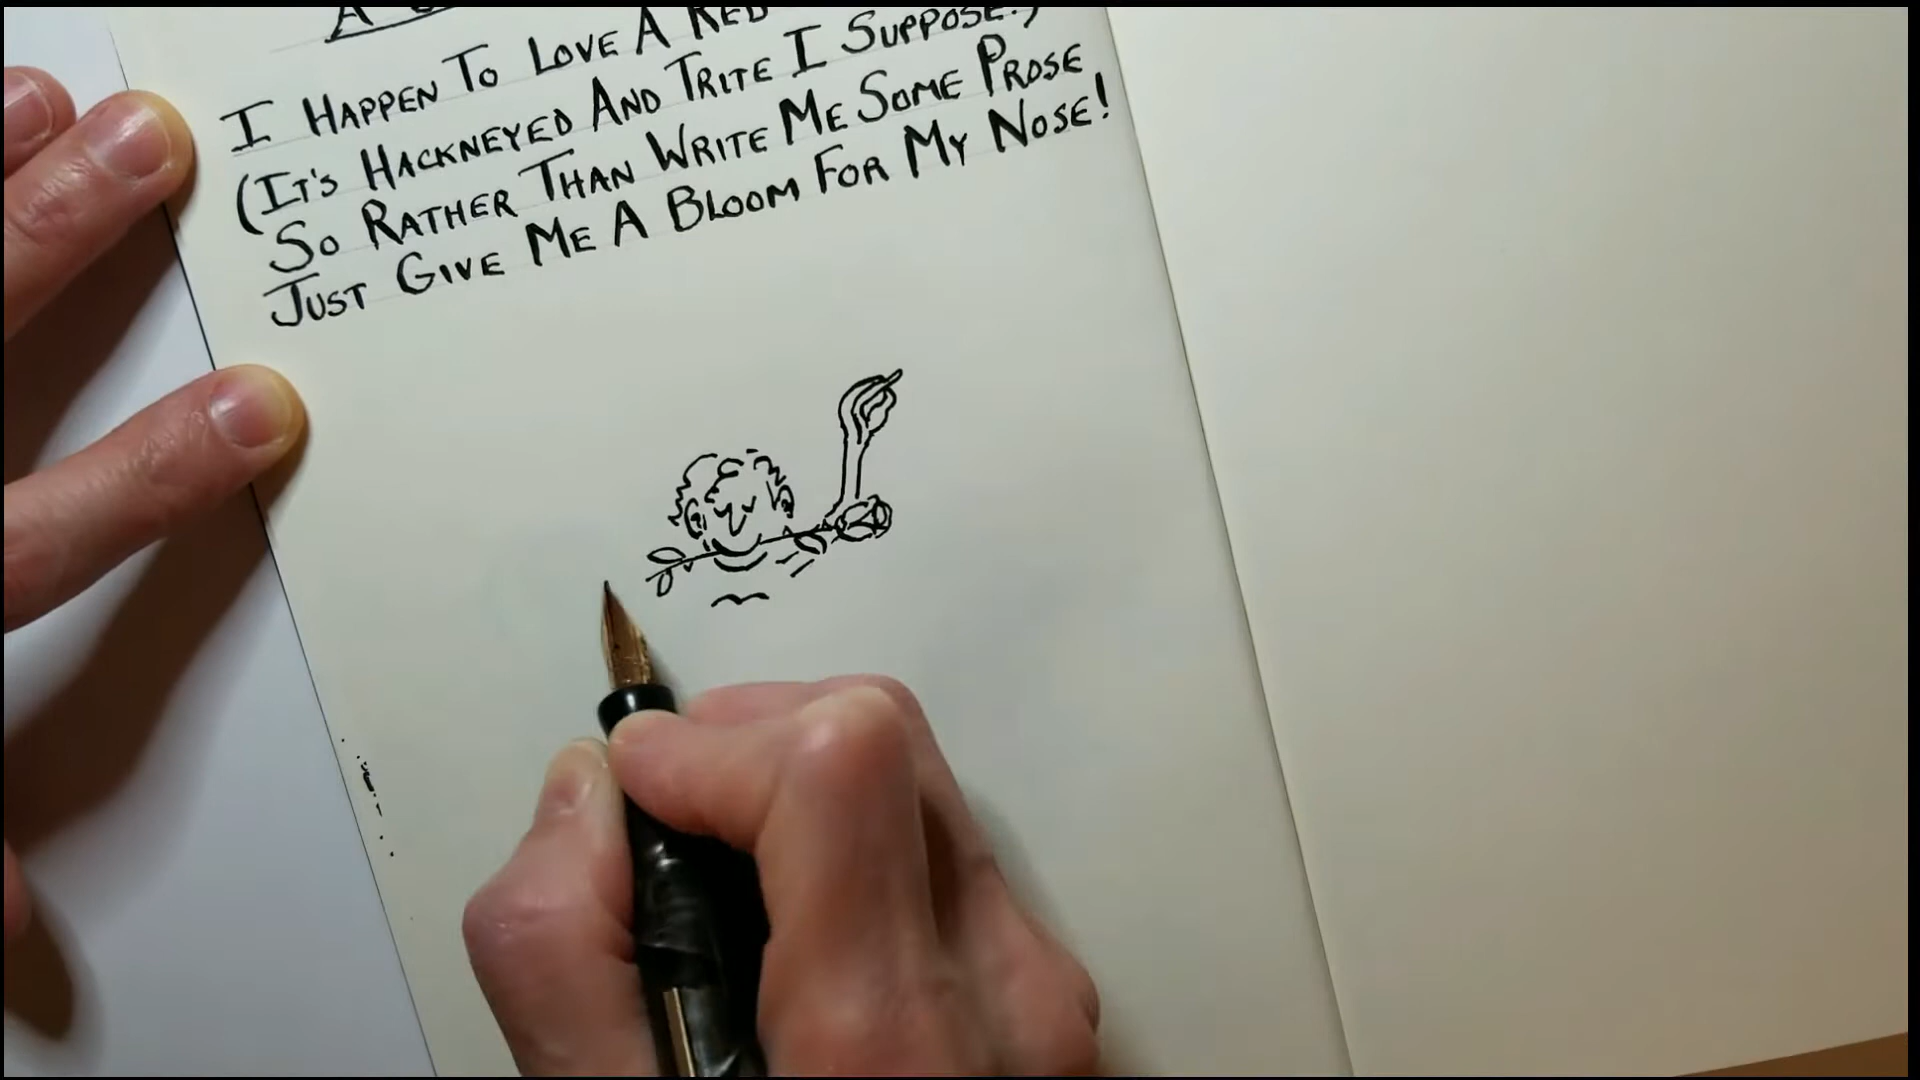 I HAPPEN TO LOVE A RED
(IT'S HACKNEYED AND TRITE I SUPPOSE.)
SO RATHER THAN WRITE ME SOME PROSE
JUST GIVE ME A BLOOM FOR MY NOSE!